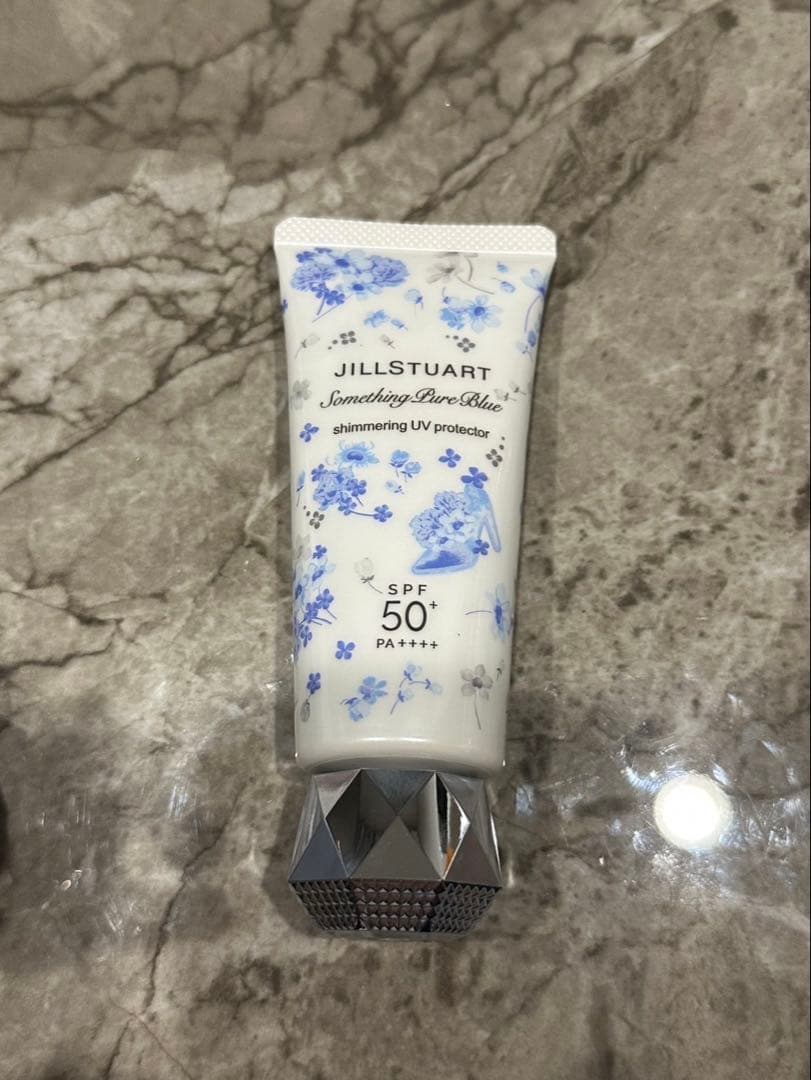 JILLSTUART
Something Pure Blue
shimmering UV protector
SPF
50+
PA++++